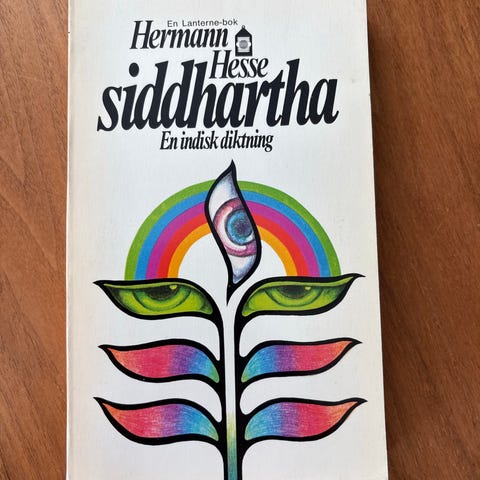 En Lanterne-bok
Hermann
Hesse
siddhartha
En indisk diktning